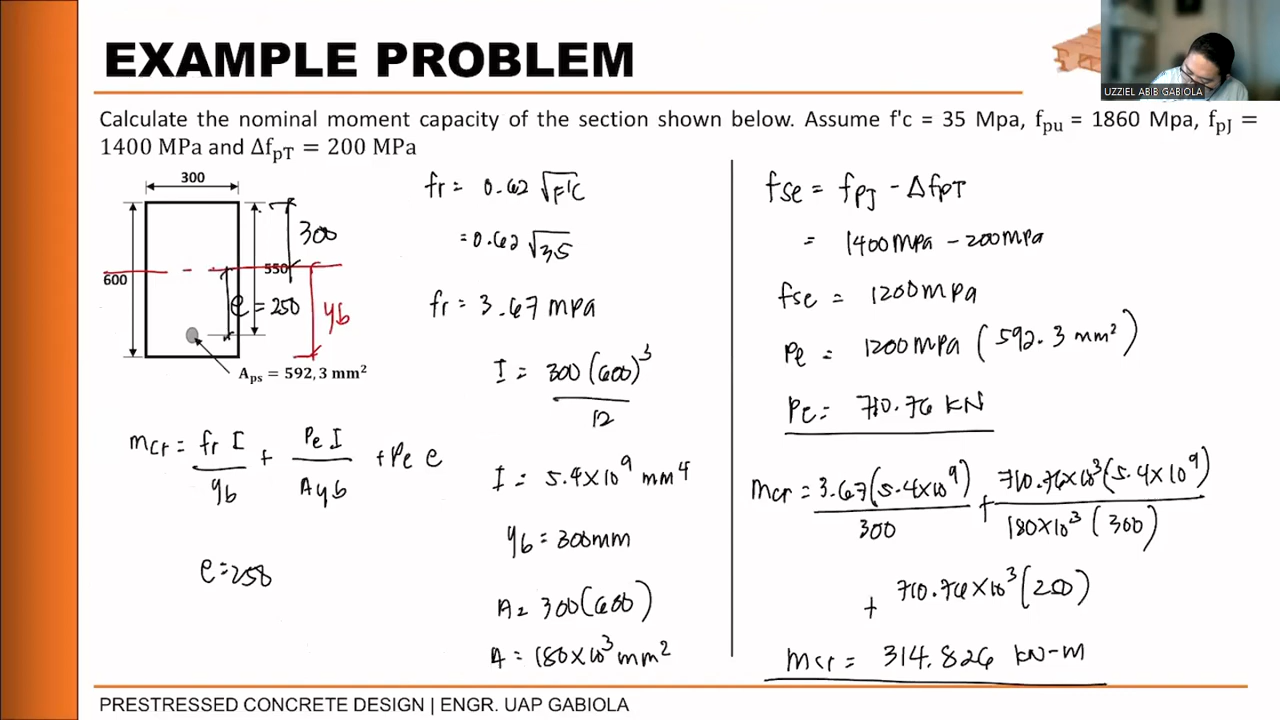 EXAMPLE PROBLEM
UZZIEL ABIB GABIOLA
Calculate the nominal moment capacity of the section shown below. Assume f'c = 35 Mpa, fpu = 1860 Mpa, fpJ =
1400 MPa and ΔfpT = 200 MPa
300
600
550
300
e = 250
yb
Aps = 592,3 mm²
Mcr = fr I / yb + Pe I / A yb + Pe e
e = 250
fr = 0.62 √f'c
= 0.62 √35
fr = 3.67 mpa
I = 300 (600)³ / 12
I = 5.4x10⁹ mm⁴
yb = 300mm
A = 300(600)
A = 180x10³ mm²
fse = fpJ - ΔfpT
= 1400mpa - 200mpa
fse = 1200mpa
Pe = 1200mpa (592.3 mm²)
Pe = 710.76 kN
Mcr = 3.67(5.4x10⁹) / 300 + 710.76x10³(5.4x10⁹) / 180x10³ (300)
+ 710.76x10³(250)
Mcr = 314.826 kN-m
PRESTRESSED CONCRETE DESIGN | ENGR. UAP GABIOLA